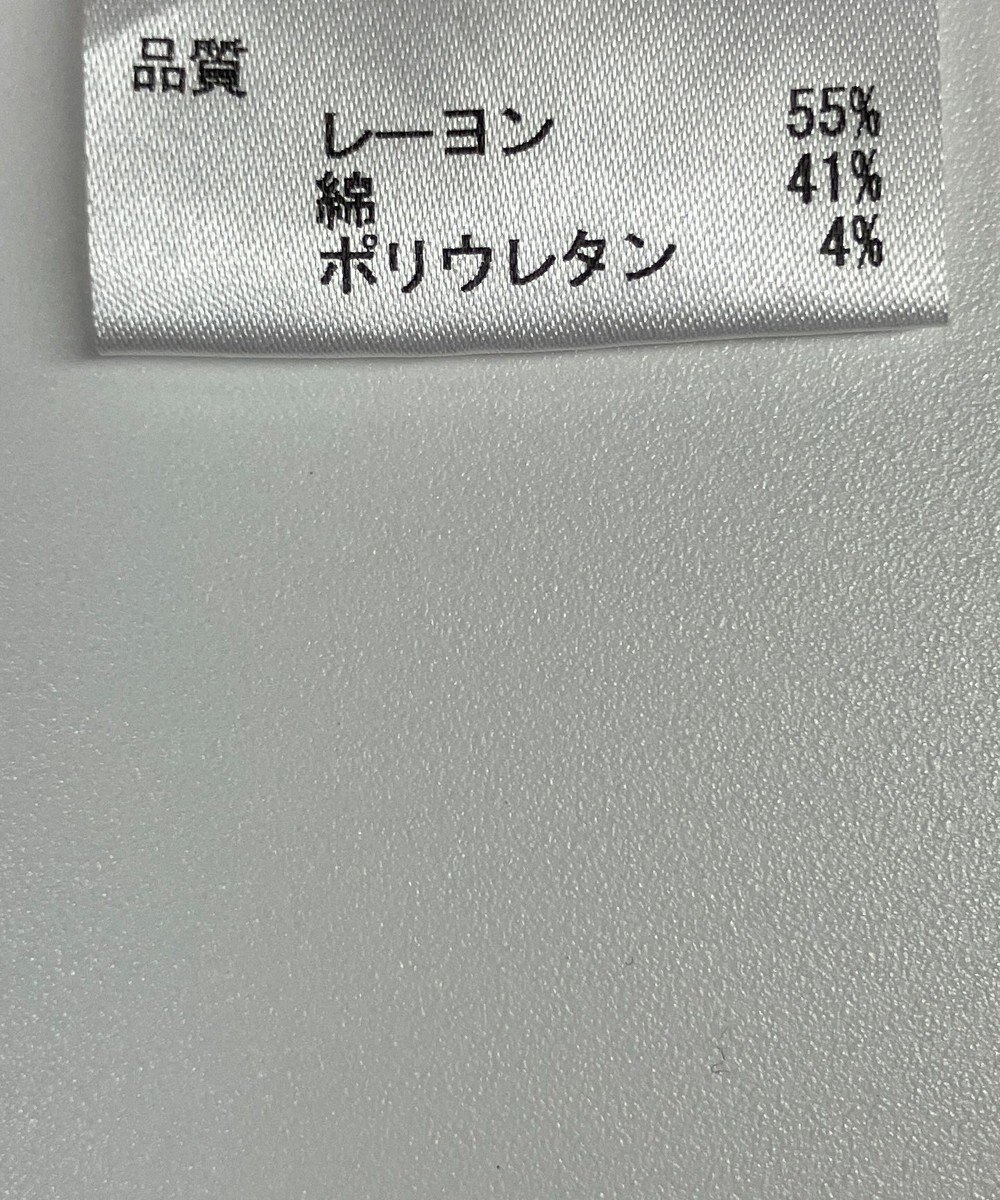 品質
レーヨン 55%
綿 41%
ポリウレタン 4%